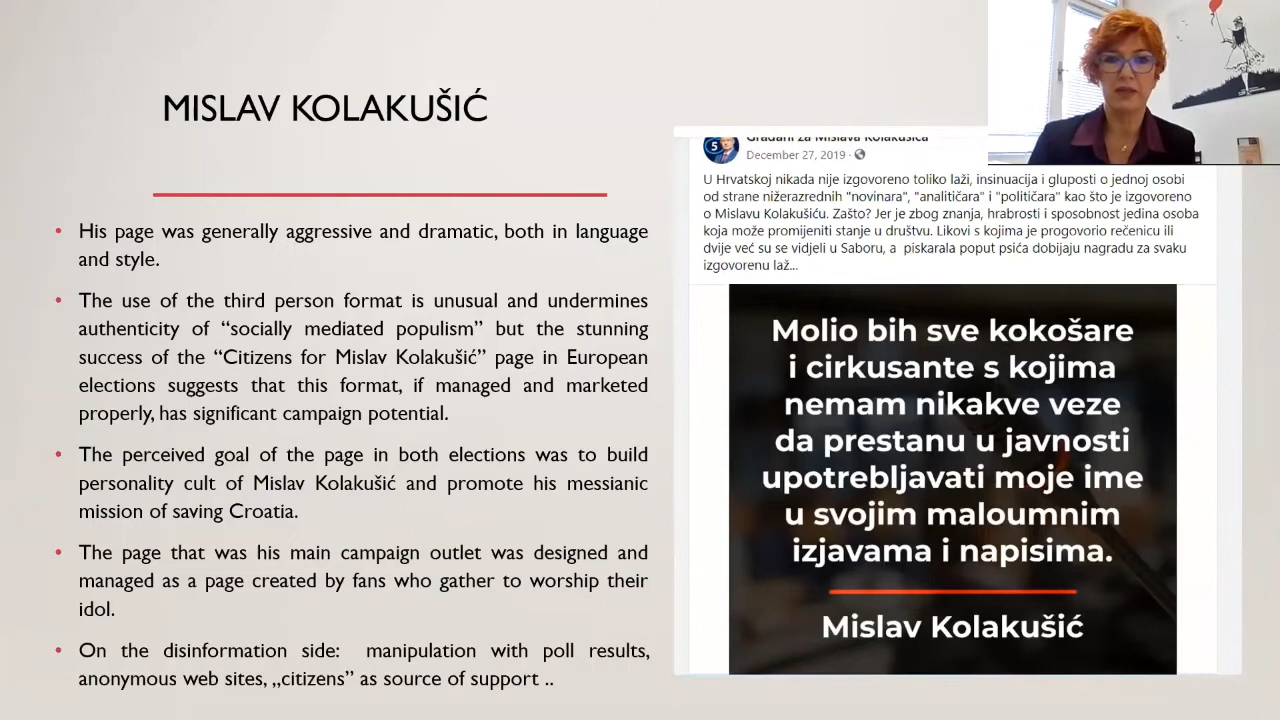 MISLAV KOLAKUŠIĆ
• His page was generally aggressive and dramatic, both in language
and style.
• The use of the third person format is unusual and undermines
authenticity of “socially mediated populism” but the stunning
success of the “Citizens for Mislav Kolakušić” page in European
elections suggests that this format, if managed and marketed
properly, has significant campaign potential.
• The perceived goal of the page in both elections was to build
personality cult of Mislav Kolakušić and promote his messianic
mission of saving Croatia.
• The page that was his main campaign outlet was designed and
managed as a page created by fans who gather to worship their
idol.
• On the disinformation side: manipulation with poll results,
anonymous web sites, „citizens” as source of support ..
Građani za Mislava Kolakušića
5
December 27, 2019 ·
U Hrvatskoj nikada nije izgovoreno toliko laži, insinuacija i gluposti o jednoj osobi
od strane nižerazrednih "novinara", "analitičara" i "političara" kao što je izgovoreno
o Mislavu Kolakušiću. Zašto? Jer je zbog znanja, hrabrosti i sposobnost jedina osoba
koja može promijeniti stanje u društvu. Likovi s kojima je progovorio rečenicu ili
dvije već su se vidjeli u Saboru, a piskarala poput psića dobijaju nagradu za svaku
izgovorenu laž...
Molio bih sve kokošare
i cirkusante s kojima
nemam nikakve veze
da prestanu u javnosti
upotrebljavati moje ime
u svojim maloumnim
izjavama i napisima.
Mislav Kolakušić